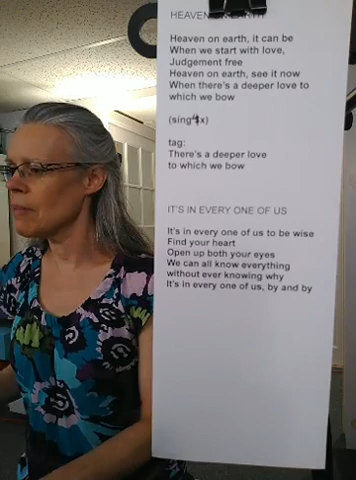 HEAVEN ON EARTH
Heaven on earth, it can be
When we start with love,
Judgement free
Heaven on earth, see it now
When there's a deeper love to
which we bow
(sing 4x)
tag:
There's a deeper love
to which we bow
IT'S IN EVERY ONE OF US
It's in every one of us to be wise
Find your heart
Open up both your eyes
We can all know everything
without ever knowing why
It's in every one of us, by and by